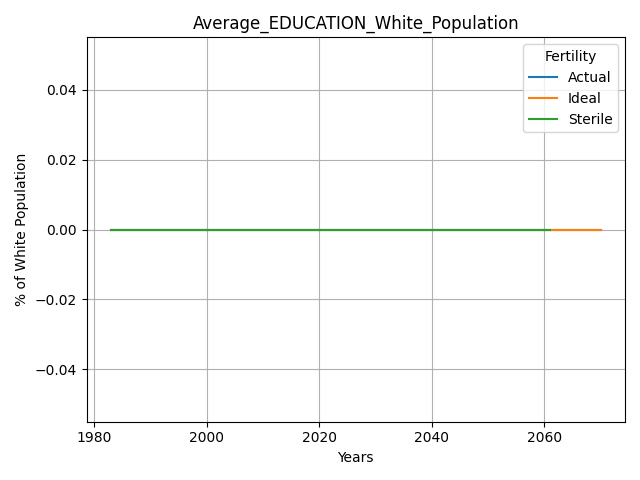 Average_EDUCATION_White_Population
Fertility
Actual
Ideal
Sterile
0.04
0.02
0.00
−0.02
−0.04
% of White Population
1980
2000
2020
2040
2060
Years